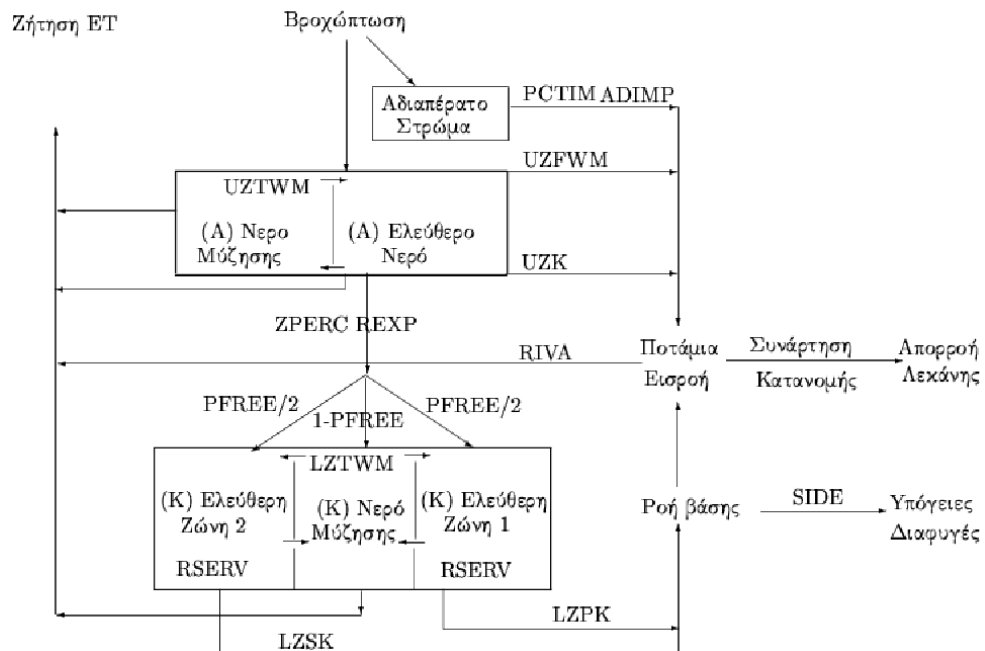 Ζήτηση ET
Βροχόπτωση
Αδιαπέρατο
Στρώμα
PCTIM ADIMP
UZFWM
UZTWM
(Α) Νερο
Μύζησης
(Α) Ελεύθερο
Νερό
UZK
ZPERC REXP
RIVA
Ποτάμια
Εισροή
Συνάρτηση
Κατανομής
Απορροή
Λεκάνης
PFREE/2
1-PFREE
PFREE/2
LZTWM
(Κ) Ελεύθερη
Ζώνη 2
(Κ) Νερό
Μύζησης
(Κ) Ελεύθερη
Ζώνη 1
RSERV
RSERV
Ροή βάσης
SIDE
Υπόγειες
Διαφυγές
LZPK
LZSK